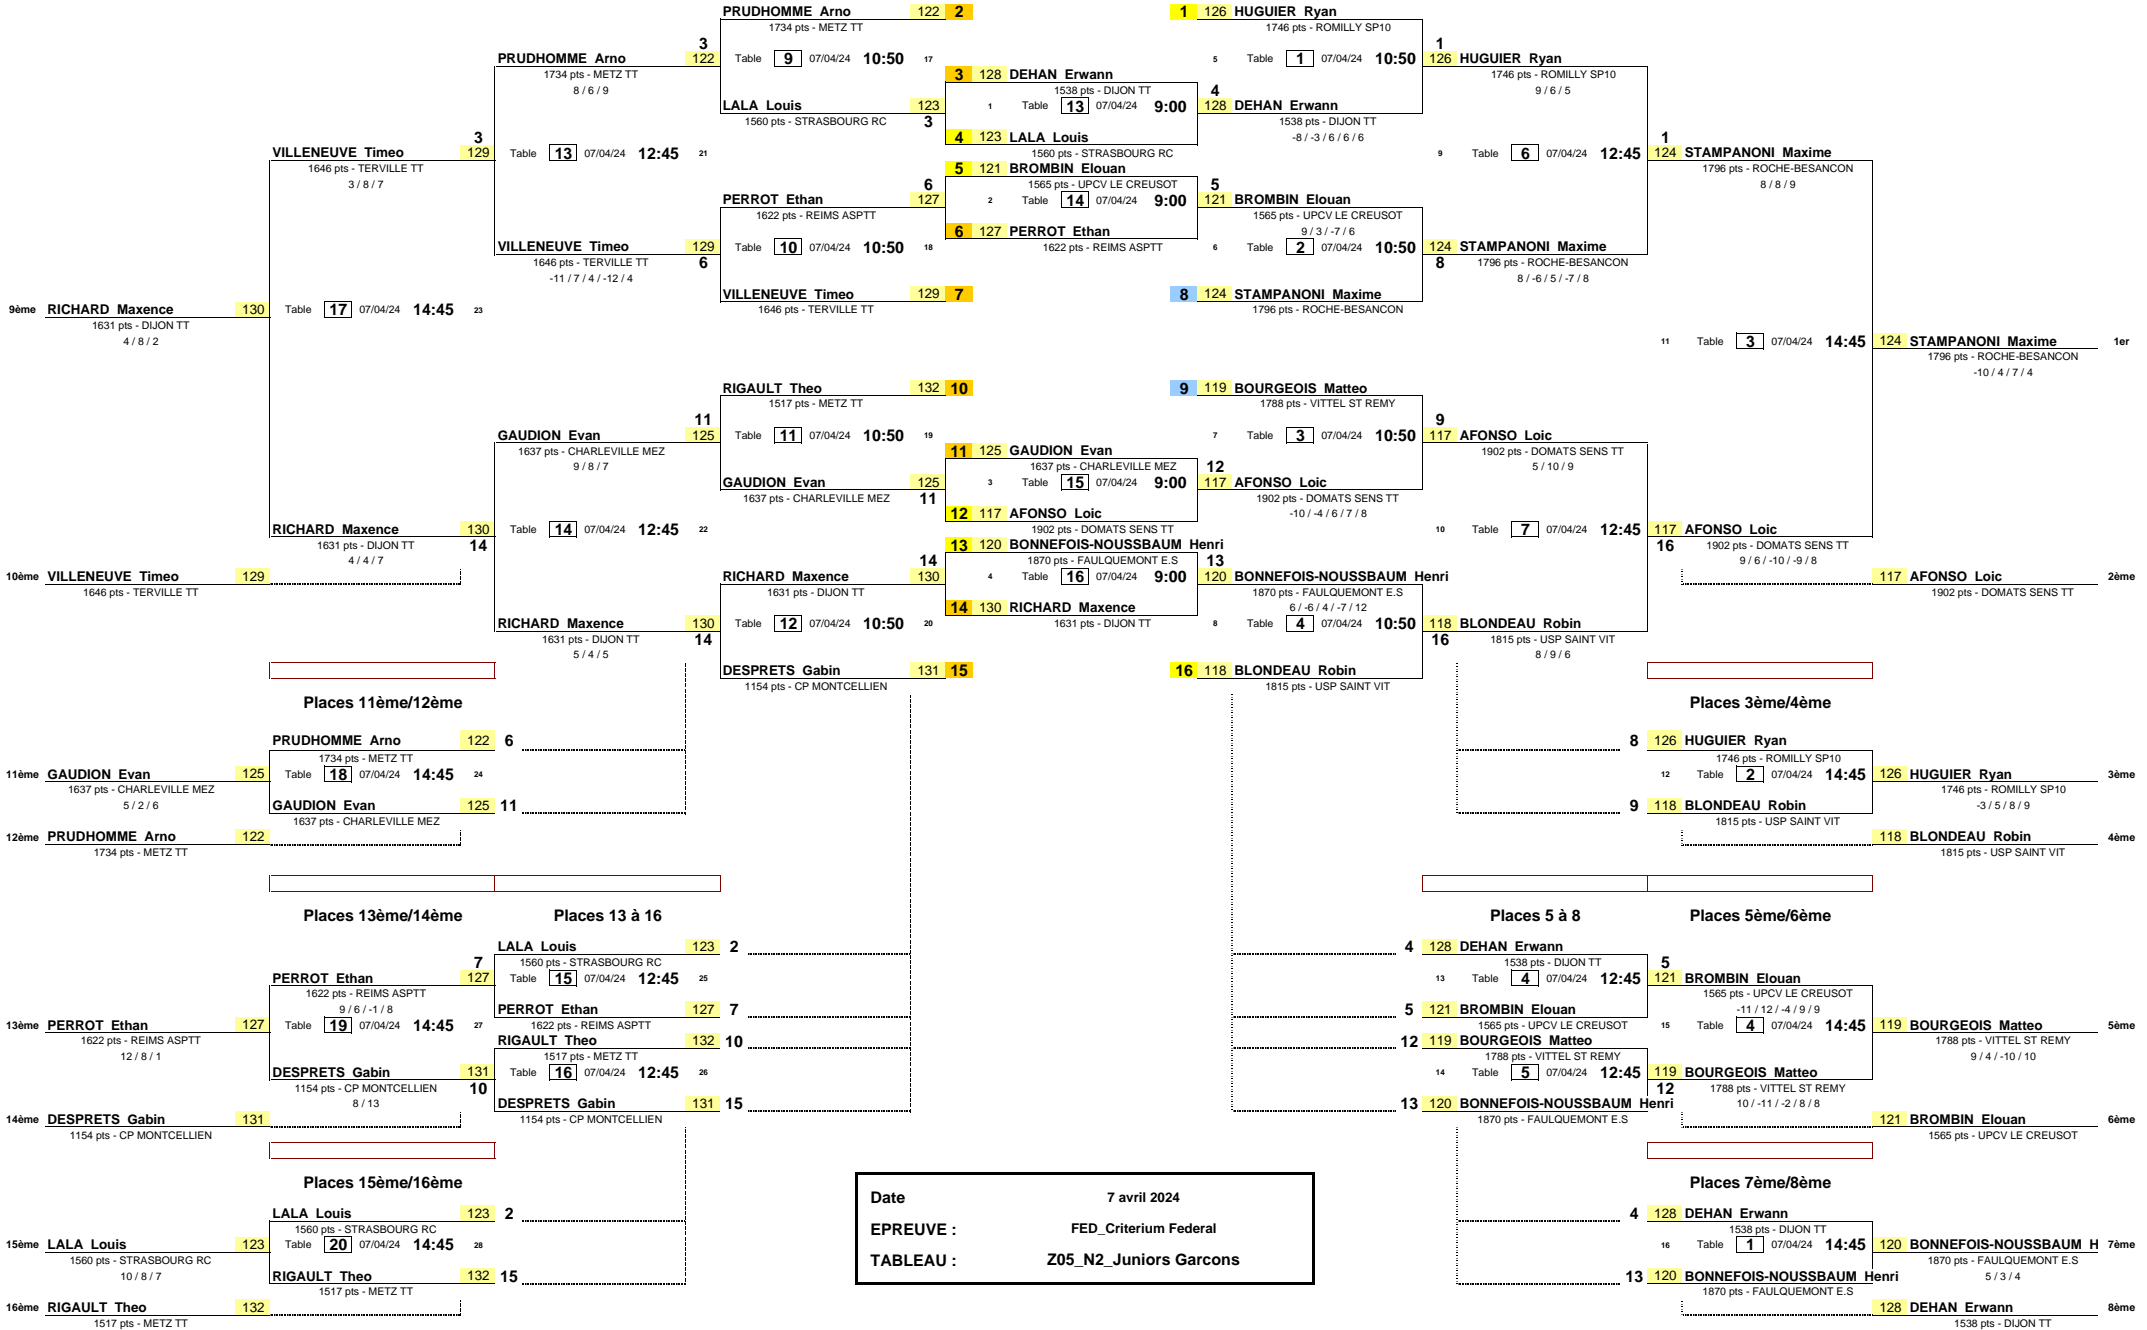 PRUDHOMME Arno 122 2 1 126 HUGUIER Ryan
1734 pts - METZ TT 1746 pts - ROMILLY SP10
3 1
PRUDHOMME Arno 122 Table 9 07/04/24 10:50 17 5 Table 1 07/04/24 10:50 126 HUGUIER Ryan
1734 pts - METZ TT 3 128 DEHAN Erwann 1746 pts - ROMILLY SP10
8 / 6 / 9 1538 pts - DIJON TT 4 9 / 6 / 5
LALA Louis 123 1 Table 13 07/04/24 9:00 128 DEHAN Erwann
1560 pts - STRASBOURG RC 3 1538 pts - DIJON TT
3 4 123 LALA Louis -8 / -3 / 6 / 6 / 6 1
VILLENEUVE Timeo 129 Table 13 07/04/24 12:45 21 1560 pts - STRASBOURG RC 9 Table 6 07/04/24 12:45 124 STAMPANONI Maxime
1646 pts - TERVILLE TT 5 121 BROMBIN Elouan 1796 pts - ROCHE-BESANCON
3 / 8 / 7 6 1565 pts - UPCV LE CREUSOT 5 8 / 8 / 9
PERROT Ethan 127 2 Table 14 07/04/24 9:00 121 BROMBIN Elouan
1622 pts - REIMS ASPTT 1565 pts - UPCV LE CREUSOT
6 127 PERROT Ethan 9 / 3 / -7 / 6
VILLENEUVE Timeo 129 Table 10 07/04/24 10:50 18 1622 pts - REIMS ASPTT 6 Table 2 07/04/24 10:50 124 STAMPANONI Maxime
1646 pts - TERVILLE TT 6 8 1796 pts - ROCHE-BESANCON
-11 / 7 / 4 / -12 / 4 8 / -6 / 5 / -7 / 8
VILLENEUVE Timeo 129 7 8 124 STAMPANONI Maxime
9ème RICHARD Maxence 130 Table 17 07/04/24 14:45 23 1646 pts - TERVILLE TT 1796 pts - ROCHE-BESANCON
1631 pts - DIJON TT
4 / 8 / 2 11 Table 3 07/04/24 14:45 124 STAMPANONI Maxime 1er
1796 pts - ROCHE-BESANCON
-10 / 4 / 7 / 4
RIGAULT Theo 132 10 9 119 BOURGEOIS Matteo
1517 pts - METZ TT 1788 pts - VITTEL ST REMY
11 9
GAUDION Evan 125 Table 11 07/04/24 10:50 19 7 Table 3 07/04/24 10:50 117 AFONSO Loic
1637 pts - CHARLEVILLE MEZ 11 125 GAUDION Evan 1902 pts - DOMATS SENS TT
9 / 8 / 7 1637 pts - CHARLEVILLE MEZ 12 5 / 10 / 9
GAUDION Evan 125 3 Table 15 07/04/24 9:00 117 AFONSO Loic
1637 pts - CHARLEVILLE MEZ 11 1902 pts - DOMATS SENS TT
12 117 AFONSO Loic -10 / -4 / 6 / 7 / 8
RICHARD Maxence 130 Table 14 07/04/24 12:45 22 1902 pts - DOMATS SENS TT 10 Table 7 07/04/24 12:45 117 AFONSO Loic
1631 pts - DIJON TT 14 13 120 BONNEFOIS-NOUSSBAUM Henri 16 1902 pts - DOMATS SENS TT
4 / 4 / 7 14 1870 pts - FAULQUEMONT E.S 13 9 / 6 / -10 / -9 / 8
10ème VILLENEUVE Timeo 129 RICHARD Maxence 130 4 Table 16 07/04/24 9:00 120 BONNEFOIS-NOUSSBAUM Henri 117 AFONSO Loic 2ème
1646 pts - TERVILLE TT 1631 pts - DIJON TT 1870 pts - FAULQUEMONT E.S 1902 pts - DOMATS SENS TT
14 130 RICHARD Maxence 6 / -6 / 4 / -7 / 12
RICHARD Maxence 130 Table 12 07/04/24 10:50 20 1631 pts - DIJON TT 8 Table 4 07/04/24 10:50 118 BLONDEAU Robin
1631 pts - DIJON TT 14 16 1815 pts - USP SAINT VIT
5 / 4 / 5 8 / 9 / 6
DESPRETS Gabin 131 15 16 118 BLONDEAU Robin
1154 pts - CP MONTCELLIEN 1815 pts - USP SAINT VIT
Places 11ème/12ème Places 3ème/4ème
PRUDHOMME Arno 122 6 8 126 HUGUIER Ryan
1734 pts - METZ TT 1746 pts - ROMILLY SP10
11ème GAUDION Evan 125 Table 18 07/04/24 14:45 24 12 Table 2 07/04/24 14:45 126 HUGUIER Ryan 3ème
1637 pts - CHARLEVILLE MEZ 1746 pts - ROMILLY SP10
5 / 2 / 6 GAUDION Evan 125 11 9 118 BLONDEAU Robin -3 / 5 / 8 / 9
1637 pts - CHARLEVILLE MEZ 1815 pts - USP SAINT VIT
12ème PRUDHOMME Arno 122 118 BLONDEAU Robin 4ème
1734 pts - METZ TT 1815 pts - USP SAINT VIT
Places 13ème/14ème Places 13 à 16 Places 5 à 8 Places 5ème/6ème
LALA Louis 123 2 4 128 DEHAN Erwann
7 1560 pts - STRASBOURG RC 1538 pts - DIJON TT 5
PERROT Ethan 127 Table 15 07/04/24 12:45 25 13 Table 4 07/04/24 12:45 121 BROMBIN Elouan
1622 pts - REIMS ASPTT 1565 pts - UPCV LE CREUSOT
9 / 6 / -1 / 8 PERROT Ethan 127 7 5 121 BROMBIN Elouan -11 / 12 / -4 / 9 / 9
13ème PERROT Ethan 127 Table 19 07/04/24 14:45 27 1622 pts - REIMS ASPTT 1565 pts - UPCV LE CREUSOT 15 Table 4 07/04/24 14:45 119 BOURGEOIS Matteo 5ème
1622 pts - REIMS ASPTT RIGAULT Theo 132 10 12 119 BOURGEOIS Matteo 1788 pts - VITTEL ST REMY
12 / 8 / 1 1517 pts - METZ TT 1788 pts - VITTEL ST REMY 9 / 4 / -10 / 10
DESPRETS Gabin 131 Table 16 07/04/24 12:45 26 14 Table 5 07/04/24 12:45 119 BOURGEOIS Matteo
1154 pts - CP MONTCELLIEN 10 12 1788 pts - VITTEL ST REMY
8 / 13 DESPRETS Gabin 131 15 13 120 BONNEFOIS-NOUSSBAUM Henri 10 / -11 / -2 / 8 / 8
14ème DESPRETS Gabin 131 1154 pts - CP MONTCELLIEN 1870 pts - FAULQUEMONT E.S 121 BROMBIN Elouan 6ème
1154 pts - CP MONTCELLIEN 1565 pts - UPCV LE CREUSOT
Places 15ème/16ème Places 7ème/8ème
Date 7 avril 2024
LALA Louis 123 2 4 128 DEHAN Erwann
1560 pts - STRASBOURG RC EPREUVE : FED_Criterium Federal 1538 pts - DIJON TT
15ème LALA Louis 123 Table 20 07/04/24 14:45 28 16 Table 1 07/04/24 14:45 120 BONNEFOIS-NOUSSBAUM H 7ème
1560 pts - STRASBOURG RC TABLEAU : Z05_N2_Juniors Garcons 1870 pts - FAULQUEMONT E.S
10 / 8 / 7 RIGAULT Theo 132 15 13 120 BONNEFOIS-NOUSSBAUM Henri 5 / 3 / 4
1517 pts - METZ TT 1870 pts - FAULQUEMONT E.S
16ème RIGAULT Theo 132 128 DEHAN Erwann 8ème
1517 pts - METZ TT 1538 pts - DIJON TT